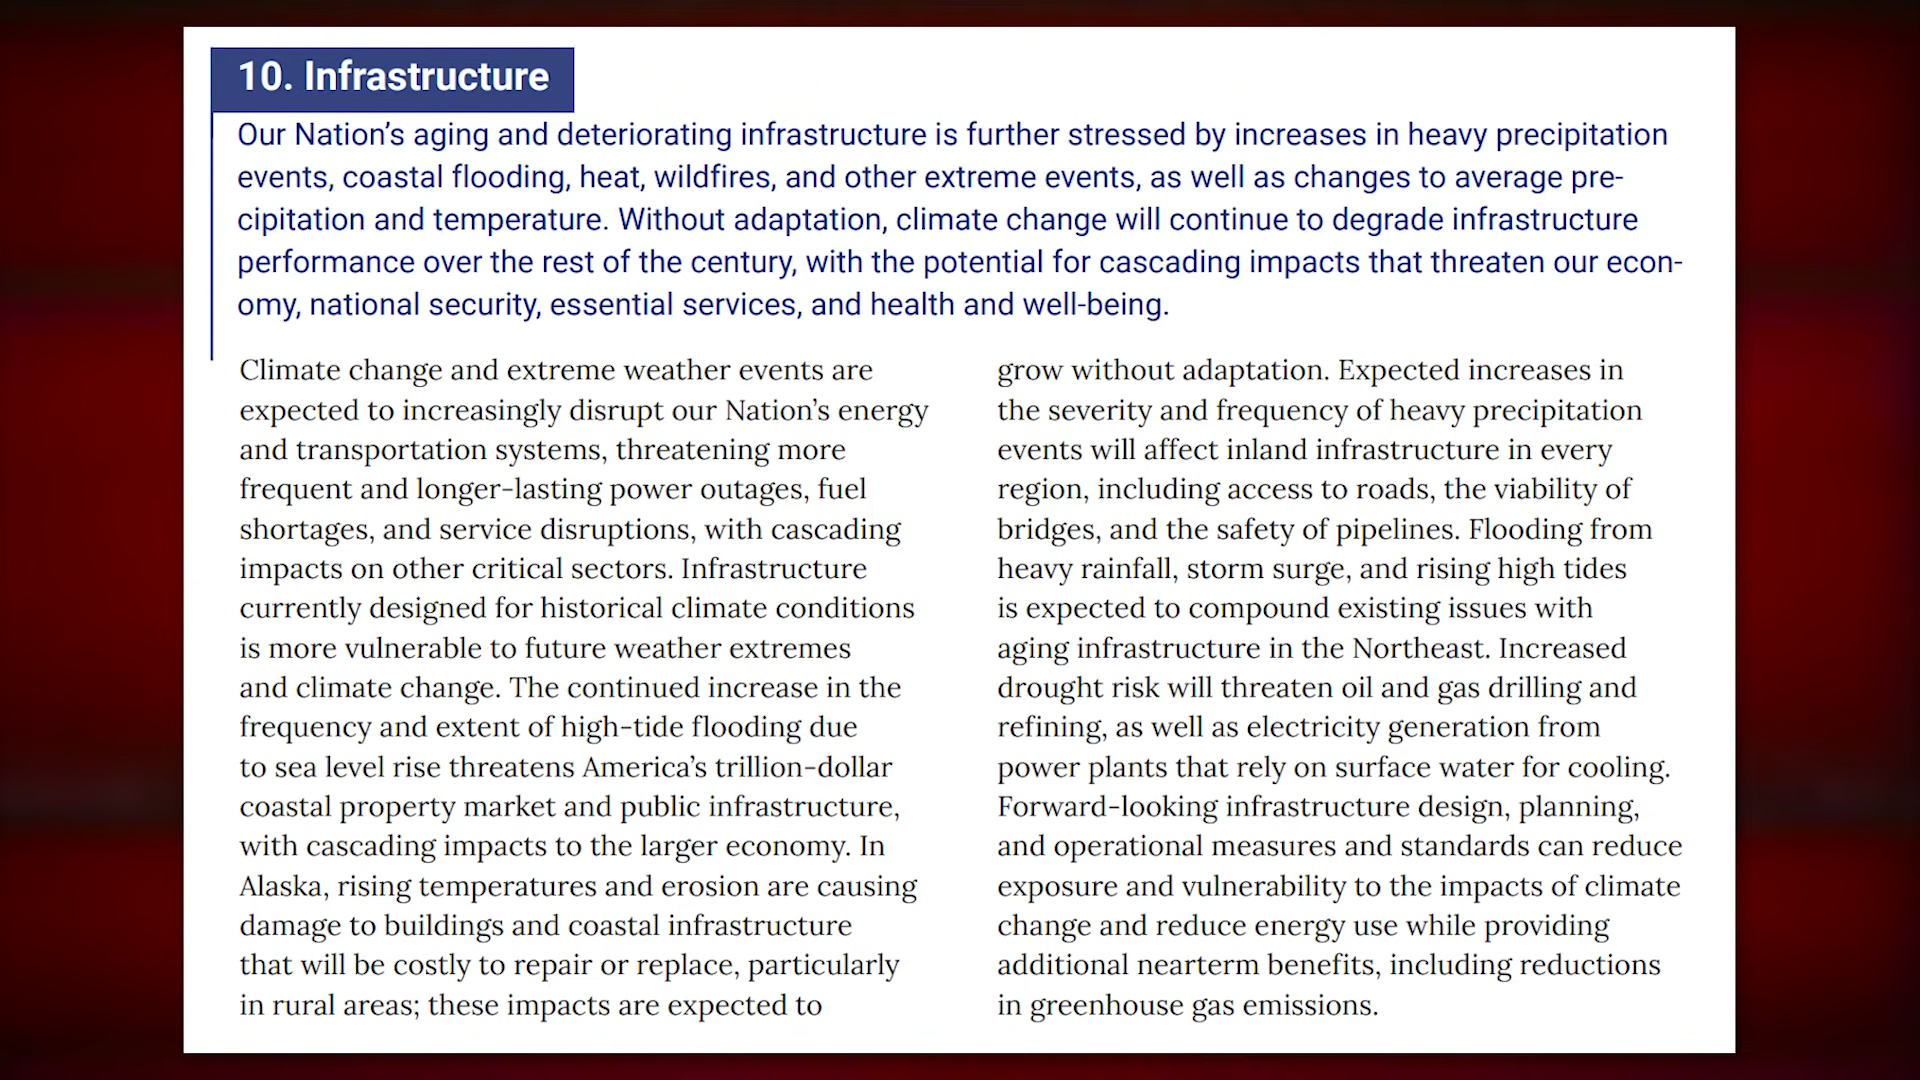 10. Infrastructure
Our Nation’s aging and deteriorating infrastructure is further stressed by increases in heavy precipitation
events, coastal flooding, heat, wildfires, and other extreme events, as well as changes to average pre-
cipitation and temperature. Without adaptation, climate change will continue to degrade infrastructure
performance over the rest of the century, with the potential for cascading impacts that threaten our econ-
omy, national security, essential services, and health and well-being.
Climate change and extreme weather events are
expected to increasingly disrupt our Nation’s energy
and transportation systems, threatening more
frequent and longer-lasting power outages, fuel
shortages, and service disruptions, with cascading
impacts on other critical sectors. Infrastructure
currently designed for historical climate conditions
is more vulnerable to future weather extremes
and climate change. The continued increase in the
frequency and extent of high-tide flooding due
to sea level rise threatens America’s trillion-dollar
coastal property market and public infrastructure,
with cascading impacts to the larger economy. In
Alaska, rising temperatures and erosion are causing
damage to buildings and coastal infrastructure
that will be costly to repair or replace, particularly
in rural areas; these impacts are expected to
grow without adaptation. Expected increases in
the severity and frequency of heavy precipitation
events will affect inland infrastructure in every
region, including access to roads, the viability of
bridges, and the safety of pipelines. Flooding from
heavy rainfall, storm surge, and rising high tides
is expected to compound existing issues with
aging infrastructure in the Northeast. Increased
drought risk will threaten oil and gas drilling and
refining, as well as electricity generation from
power plants that rely on surface water for cooling.
Forward-looking infrastructure design, planning,
and operational measures and standards can reduce
exposure and vulnerability to the impacts of climate
change and reduce energy use while providing
additional nearterm benefits, including reductions
in greenhouse gas emissions.